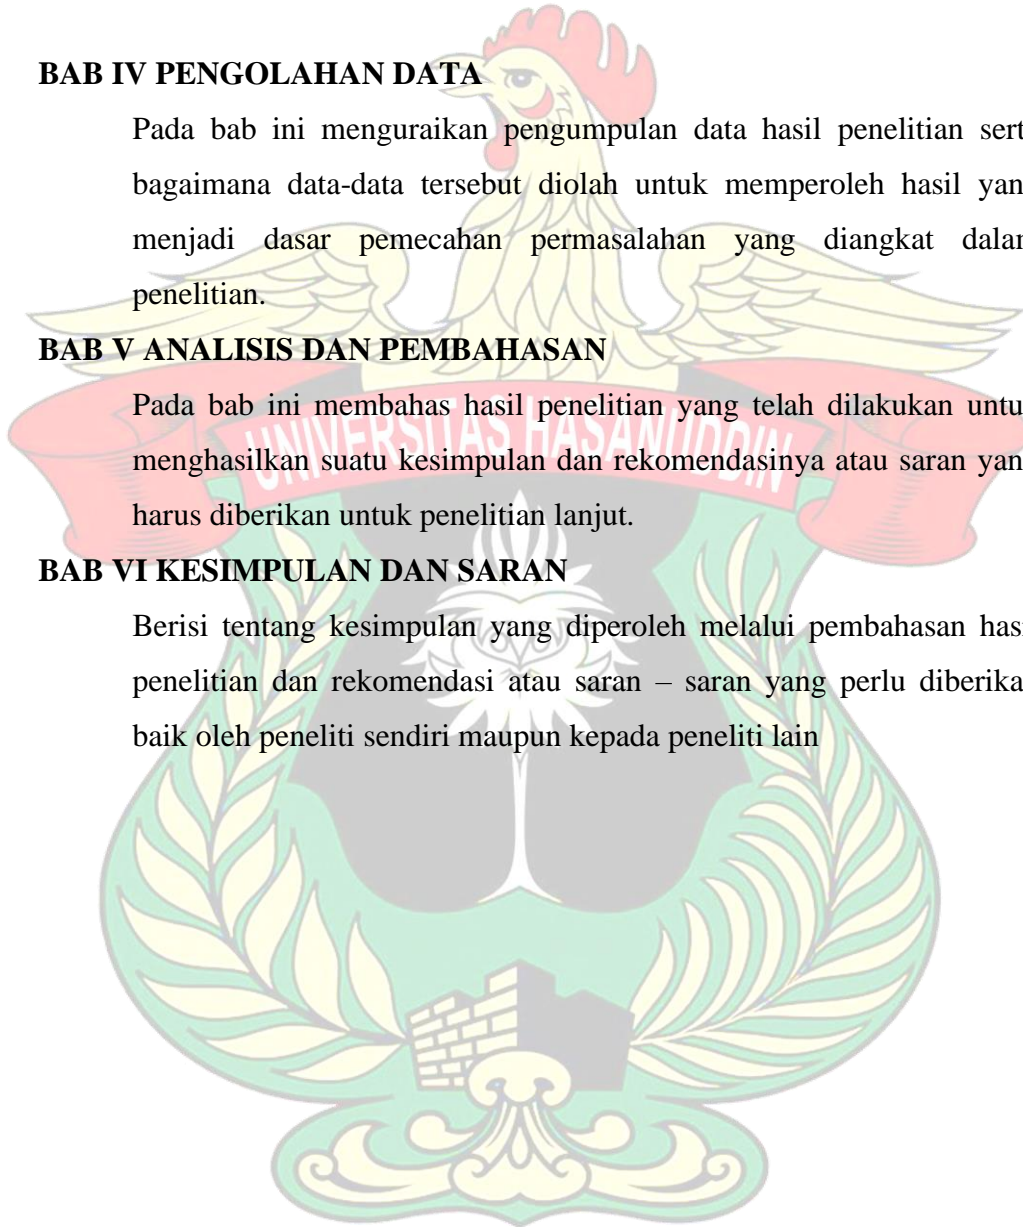 BAB IV PENGOLAHAN DATA
Pada bab ini menguraikan pengumpulan data hasil penelitian sert
bagaimana data-data tersebut diolah untuk memperoleh hasil yan
menjadi dasar pemecahan permasalahan yang diangkat dalam
penelitian.
BAB V ANALISIS DAN PEMBAHASAN
Pada bab ini membahas hasil penelitian yang telah dilakukan untu
UNIVERSITAS HASANUDDIN
menghasilkan suatu kesimpulan dan rekomendasinya atau saran yan
harus diberikan untuk penelitian lanjut.
BAB VI KESIMPULAN DAN SARAN
Berisi tentang kesimpulan yang diperoleh melalui pembahasan hasi
penelitian dan rekomendasi atau saran – saran yang perlu diberika
baik oleh peneliti sendiri maupun kepada peneliti lain